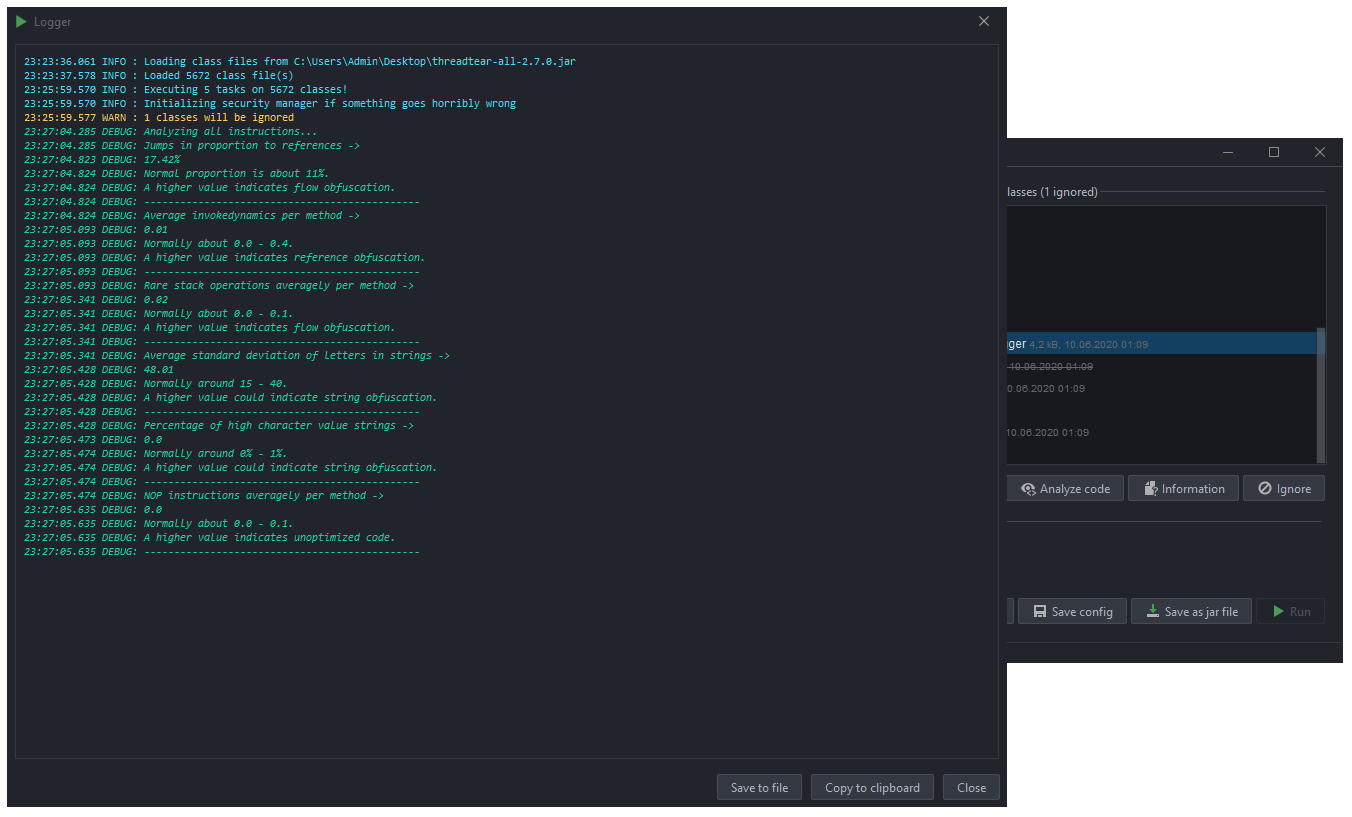 Logger
23:23:36.061 INFO : Loading class files from C:\Users\Admin\Desktop\threadtear-all-2.7.0.jar
23:23:37.578 INFO : Loaded 5672 class file(s)
23:25:59.570 INFO : Executing 5 tasks on 5672 classes!
23:25:59.570 INFO : Initializing security manager if something goes horribly wrong
23:25:59.577 WARN : 1 classes will be ignored
23:27:04.285 DEBUG: Analyzing all instructions...
23:27:04.285 DEBUG: Jumps in proportion to references ->
23:27:04.823 DEBUG: 17.42%
23:27:04.824 DEBUG: Normal proportion is about 11%.
23:27:04.824 DEBUG: A higher value indicates flow obfuscation.
23:27:04.824 DEBUG: ----------------------------------------------
23:27:04.824 DEBUG: Average invokedynamics per method ->
23:27:05.093 DEBUG: 0.01
23:27:05.093 DEBUG: Normally about 0.0 - 0.4.
23:27:05.093 DEBUG: A higher value indicates reference obfuscation.
23:27:05.093 DEBUG: ----------------------------------------------
23:27:05.093 DEBUG: Rare stack operations averagely per method ->
23:27:05.341 DEBUG: 0.02
23:27:05.341 DEBUG: Normally about 0.0 - 0.1.
23:27:05.341 DEBUG: A higher value indicates flow obfuscation.
23:27:05.341 DEBUG: ----------------------------------------------
23:27:05.341 DEBUG: Average standard deviation of letters in strings ->
23:27:05.428 DEBUG: 48.01
23:27:05.428 DEBUG: Normally around 15 - 40.
23:27:05.428 DEBUG: A higher value could indicate string obfuscation.
23:27:05.428 DEBUG: ----------------------------------------------
23:27:05.428 DEBUG: Percentage of high character value strings ->
23:27:05.473 DEBUG: 0.0
23:27:05.474 DEBUG: Normally around 0% - 1%.
23:27:05.474 DEBUG: A higher value could indicate string obfuscation.
23:27:05.474 DEBUG: ----------------------------------------------
23:27:05.474 DEBUG: NOP instructions averagely per method ->
23:27:05.635 DEBUG: 0.0
23:27:05.635 DEBUG: Normally about 0.0 - 0.1.
23:27:05.635 DEBUG: A higher value indicates unoptimized code.
23:27:05.635 DEBUG: ----------------------------------------------
Save to file Copy to clipboard Close
lasses (1 ignored)
ger 4,2 kB, 10.06.2020 01:09
10.06.2020 01:09
10.06.2020 01:09
10.06.2020 01:09
Analyze code Information Ignore
Save config Save as jar file Run